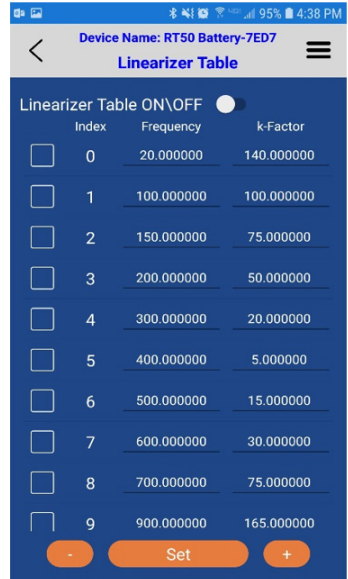 95% 4:38 PM
Device Name: RT50 Battery-7ED7
Linearizer Table
Linearizer Table ON\OFF
Index Frequency k-Factor
0 20.000000 140.000000
1 100.000000 100.000000
2 150.000000 75.000000
3 200.000000 50.000000
4 300.000000 20.000000
5 400.000000 5.000000
6 500.000000 15.000000
7 600.000000 30.000000
8 700.000000 75.000000
9 900.000000 165.000000
- Set +